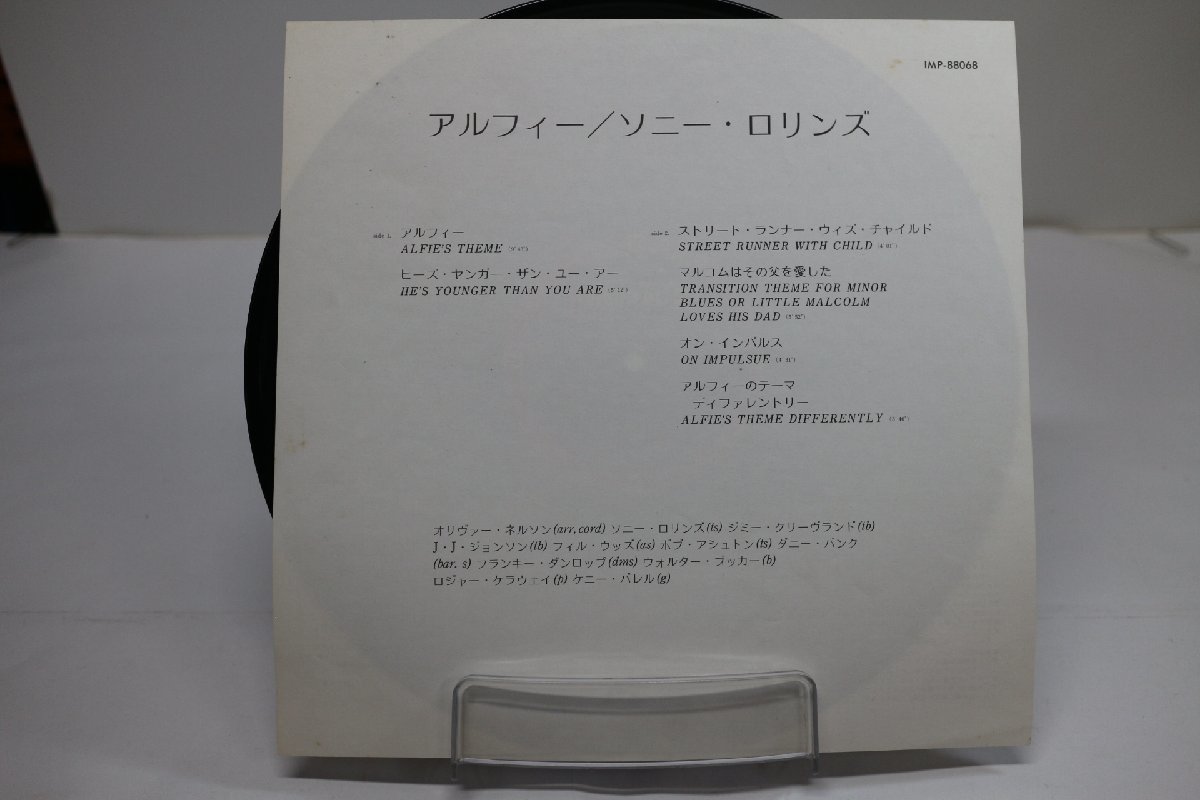 IMP-88068
アルフィー／ソニー・ロリンズ
side 1. アルフィー
ALFIE'S THEME
ヒーズ・ヤンガー・ザン・ユー・アー
HE'S YOUNGER THAN YOU ARE
side 2. ストリート・ランナー・ウィズ・チャイルド
STREET RUNNER WITH CHILD
マルコムはその父を愛した
TRANSITION THEME FOR MINOR
BLUES OR LITTLE MALCOLM
LOVES HIS DAD
オン・インパルス
ON IMPULSUE
アルフィーのテーマ
ディファレントリー
ALFIE'S THEME DIFFERENTLY
オリヴァー・ネルソン(arr, cord) ソニー・ロリンズ(ts) ジミー・クリーヴランド(tb)
J・J・ジョンソン(tb) フィル・ウッズ(as) ボブ・アシュトン(ts) ダニー・バンク
(bar. s) フランキー・ダンロップ(dms) ウォルター・ブッカー(b)
ロジャー・ケラウェイ(p) ケニー・バレル(g)